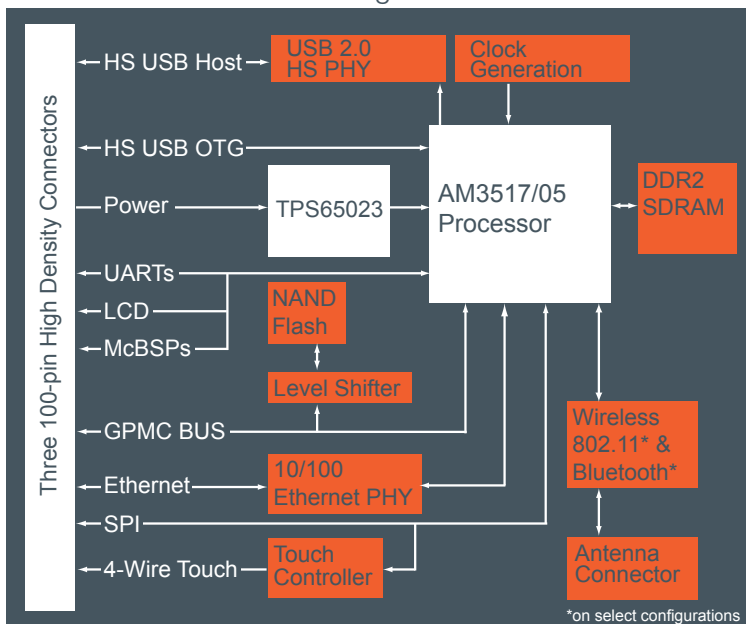 Three 100-pin High Density Connectors
HS USB Host
USB 2.0
HS PHY
Clock
Generation
HS USB OTG
Power
TPS65023
AM3517/05
Processor
DDR2
SDRAM
UARTs
LCD
McBSPs
NAND
Flash
Level Shifter
GPMC BUS
Wireless
802.11* &
Bluetooth*
Ethernet
10/100
Ethernet PHY
SPI
4-Wire Touch
Touch
Controller
Antenna
Connector
*on select configurations